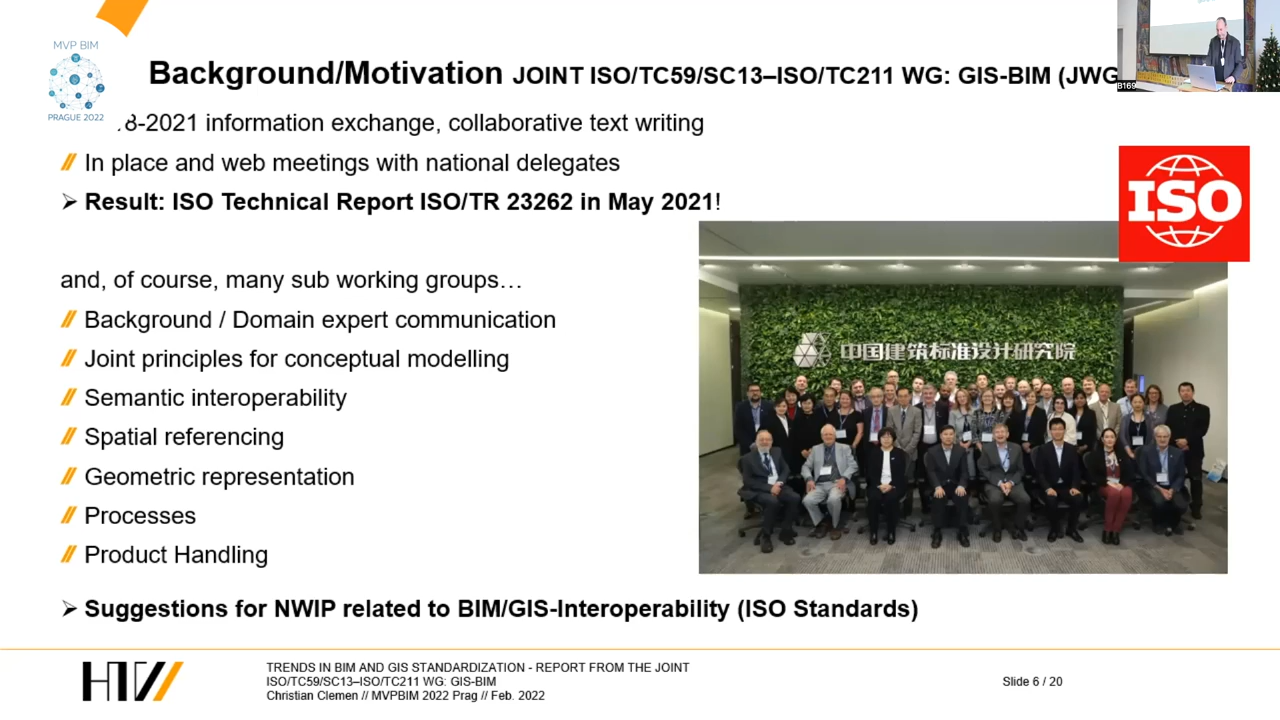 MVP BIM
PRAGUE 2022
Background/Motivation JOINT ISO/TC59/SC13–ISO/TC211 WG: GIS-BIM (JWG
B169
8-2021 information exchange, collaborative text writing
In place and web meetings with national delegates
Result: ISO Technical Report ISO/TR 23262 in May 2021!
ISO
and, of course, many sub working groups…
Background / Domain expert communication
Joint principles for conceptual modelling
Semantic interoperability
Spatial referencing
Geometric representation
Processes
Product Handling
中国建筑标准设计研究院
Suggestions for NWIP related to BIM/GIS-Interoperability (ISO Standards)
HTW
TRENDS IN BIM AND GIS STANDARDIZATION - REPORT FROM THE JOINT
ISO/TC59/SC13–ISO/TC211 WG: GIS-BIM
Christian Clemen // MVPBIM 2022 Prag // Feb. 2022
Slide 6 / 20